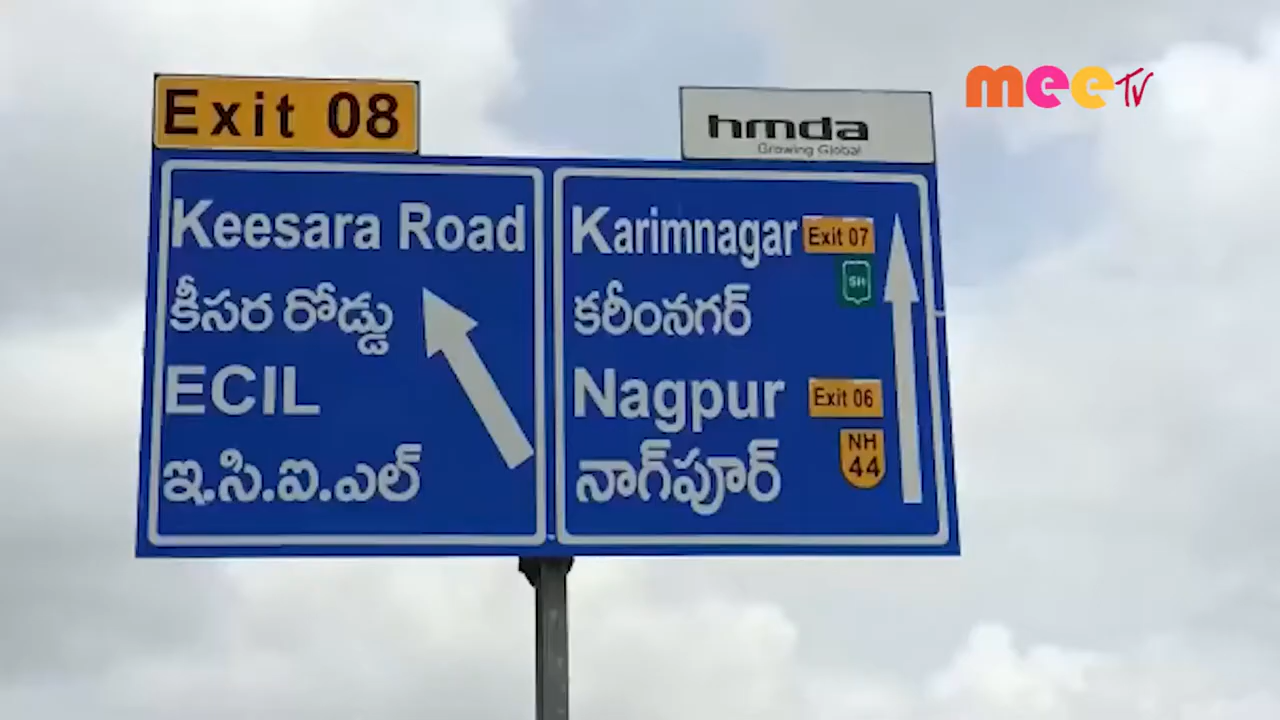 mee TV
Exit 08
hmda
Growing Global
Keesara Road
కీసర రోడ్డు
ECIL
ఇ.సి.ఐ.ఎల్
Karimnagar Exit 07
SH
కరీంనగర్
Nagpur Exit 06
NH
44
నాగ్‌పూర్